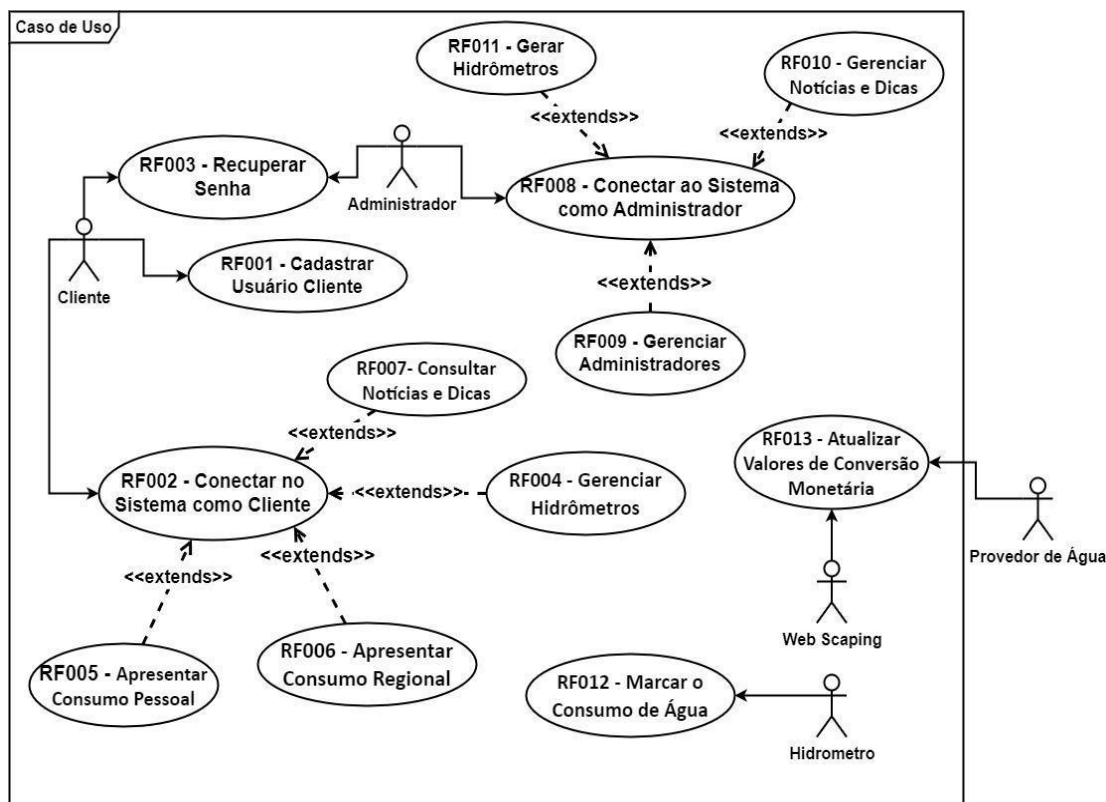 Caso de Uso
RF011 - Gerar
Hidrômetros
RF010 - Gerenciar
Notícias e Dicas
<<extends>>
<<extends>>
RF003 - Recuperar
Senha
Administrador
RF008 - Conectar ao Sistema
como Administrador
RF001 - Cadastrar
Usuário Cliente
Cliente
<<extends>>
RF009 - Gerenciar
Administradores
RF007- Consultar
Notícias e Dicas
<<extends>>
RF002 - Conectar no
Sistema como Cliente
<<extends>>
RF004 - Gerenciar
Hidrômetros
RF013 - Atualizar
Valores de Conversão
Monetária
Provedor de Água
<<extends>>
<<extends>>
Web Scaping
RF005 - Apresentar
Consumo Pessoal
RF006 - Apresentar
Consumo Regional
RF012 - Marcar o
Consumo de Água
Hidrometro